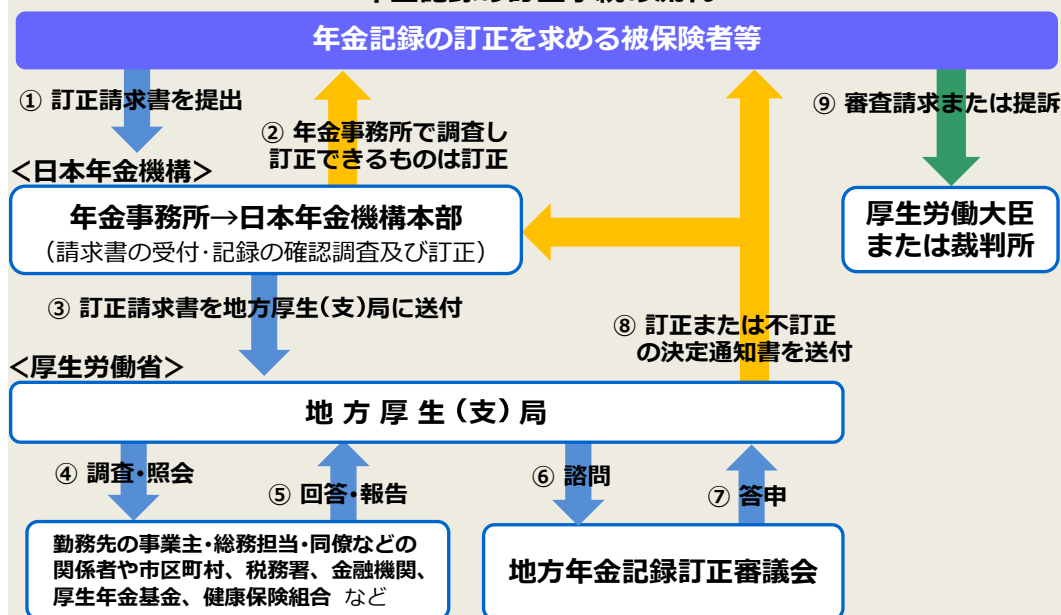 年金記録の訂正を求める被保険者等
① 訂正請求書を提出
② 年金事務所で調査し
訂正できるものは訂正
⑨ 審査請求または提訴
＜日本年金機構＞
年金事務所→日本年金機構本部
（請求書の受付・記録の確認調査及び訂正）
厚生労働大臣
または裁判所
③ 訂正請求書を地方厚生（支）局に送付
⑧ 訂正または不訂正
の決定通知書を送付
＜厚生労働省＞
地 方 厚 生 （支） 局
④ 調査・照会
⑤ 回答・報告
⑥ 諮問
⑦ 答申
勤務先の事業主・総務担当・同僚などの
関係者や市区町村、税務署、金融機関、
厚生年金基金、健康保険組合 など
地方年金記録訂正審議会